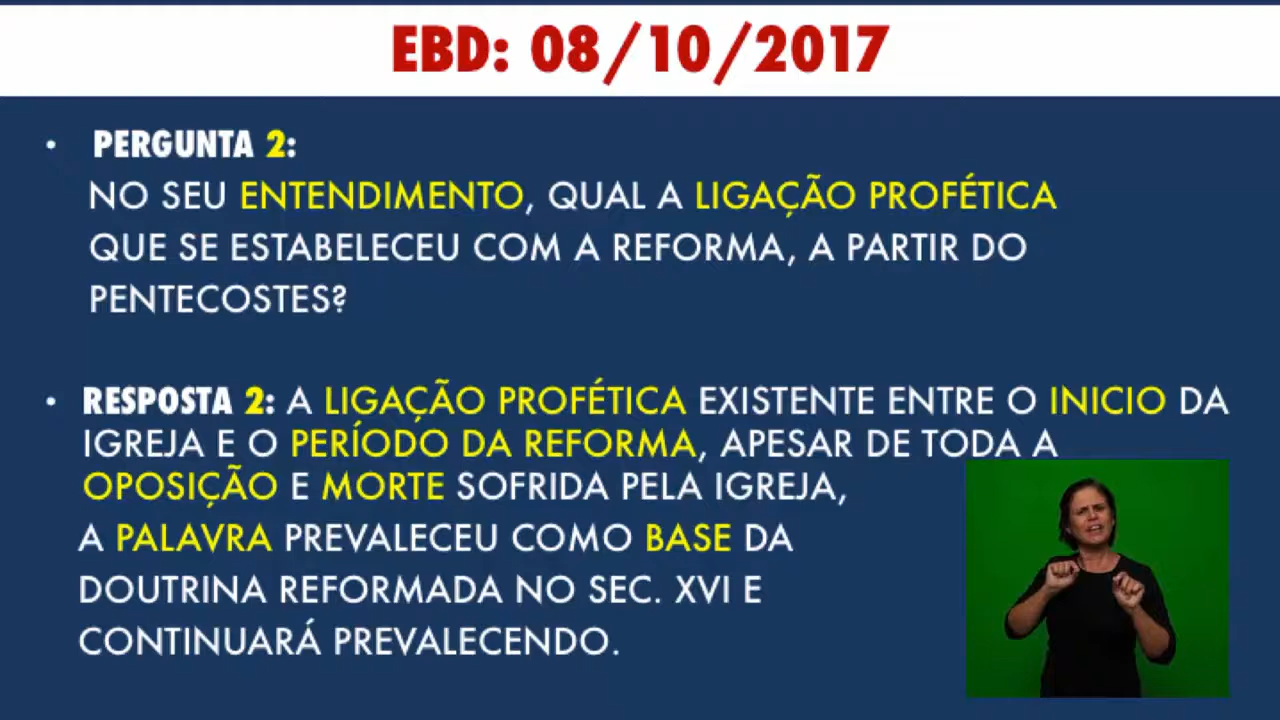 EBD: 08/10/2017
• PERGUNTA 2:
NO SEU ENTENDIMENTO, QUAL A LIGAÇÃO PROFÉTICA
QUE SE ESTABELECEU COM A REFORMA, A PARTIR DO
PENTECOSTES?
• RESPOSTA 2: A LIGAÇÃO PROFÉTICA EXISTENTE ENTRE O INICIO DA
IGREJA E O PERÍODO DA REFORMA, APESAR DE TODA A
OPOSIÇÃO E MORTE SOFRIDA PELA IGREJA,
A PALAVRA PREVALECEU COMO BASE DA
DOUTRINA REFORMADA NO SEC. XVI E
CONTINUARÁ PREVALECENDO.